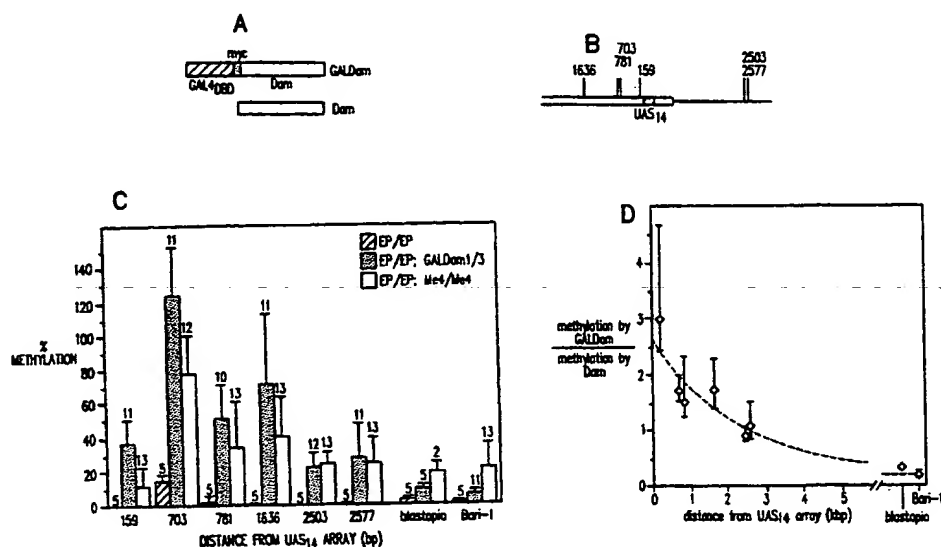 A
myc
GALDam
GAL4DBD
Dam
Dam
B
703
781
1636
159
2503
2577
UAS14
C
EP/EP
EP/EP; GALDam1/3
EP/EP; Me4/Me4
%
METHYLATION
140
120
100
80
60
40
20
0
11
13
5
11
12
5
10
13
5
11
13
5
12
13
5
11
13
5
5
5
2
5
11
13
159
703
781
1636
2503
2577
blastopia
Bari-1
DISTANCE FROM UAS14 ARRAY (bp)
D
methylation by
GALDam
methylation by
Dam
5
4
3
2
1
0
0
1
2
3
4
5
Bari-1
blastopia
distance from UAS14 array (kbp)